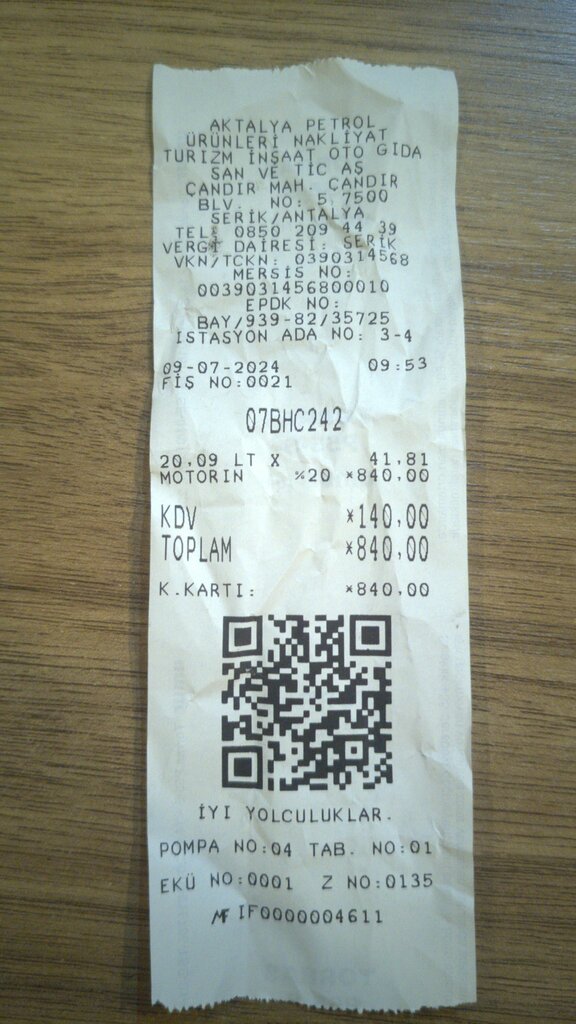 AKTALYA PETROL
ÜRÜNLERİ NAKLİYAT
TURIZM İNŞAAT OTO GIDA
SAN VE TİC AŞ
ÇANDIR MAH. ÇANDIR
BLV. NO: 5 7500
SERİK/ANTALYA
TEL: 0850 209 44 39
VERGİ DAİRESİ: SERİK
VKN/TCKN: 0390314568
MERSİS NO:
0039031456800010
EPDK NO:
BAY/939-82/35725
ISTASYON ADA NO: 3-4
09-07-2024 09:53
FİŞ NO:0021
07BHC242
20,09 LT X 41,81
MOTORIN %20 *840,00
KDV *140,00
TOPLAM *840,00
K.KARTI: *840,00
İYİ YOLCULUKLAR.
POMPA NO:04 TAB. NO:01
EKÜ NO:0001 Z NO:0135
MF IF0000004611